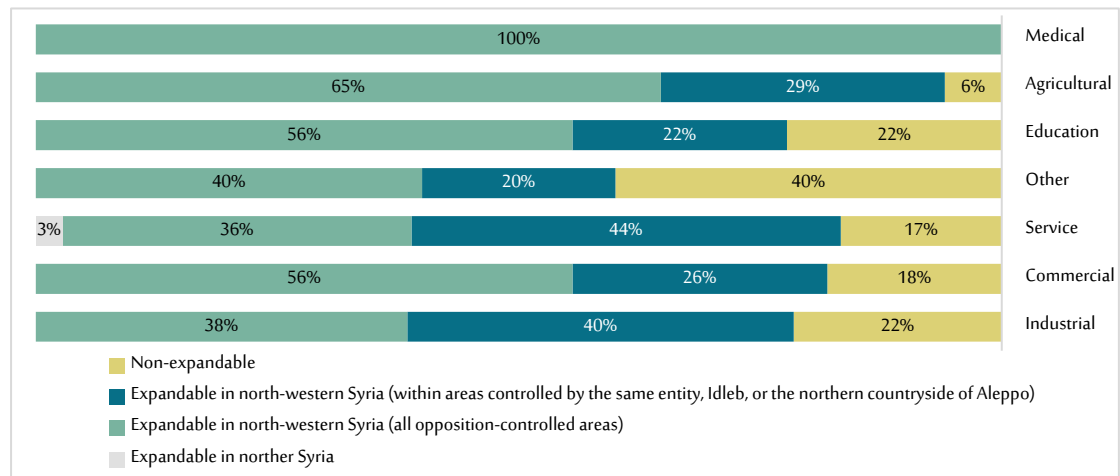 100% Medical
65% 29% 6% Agricultural
56% 22% 22% Education
40% 20% 40% Other
3% 36% 44% 17% Service
56% 26% 18% Commercial
38% 40% 22% Industrial
Non-expandable
Expandable in north-western Syria (within areas controlled by the same entity, Idleb, or the northern countryside of Aleppo)
Expandable in north-western Syria (all opposition-controlled areas)
Expandable in norther Syria